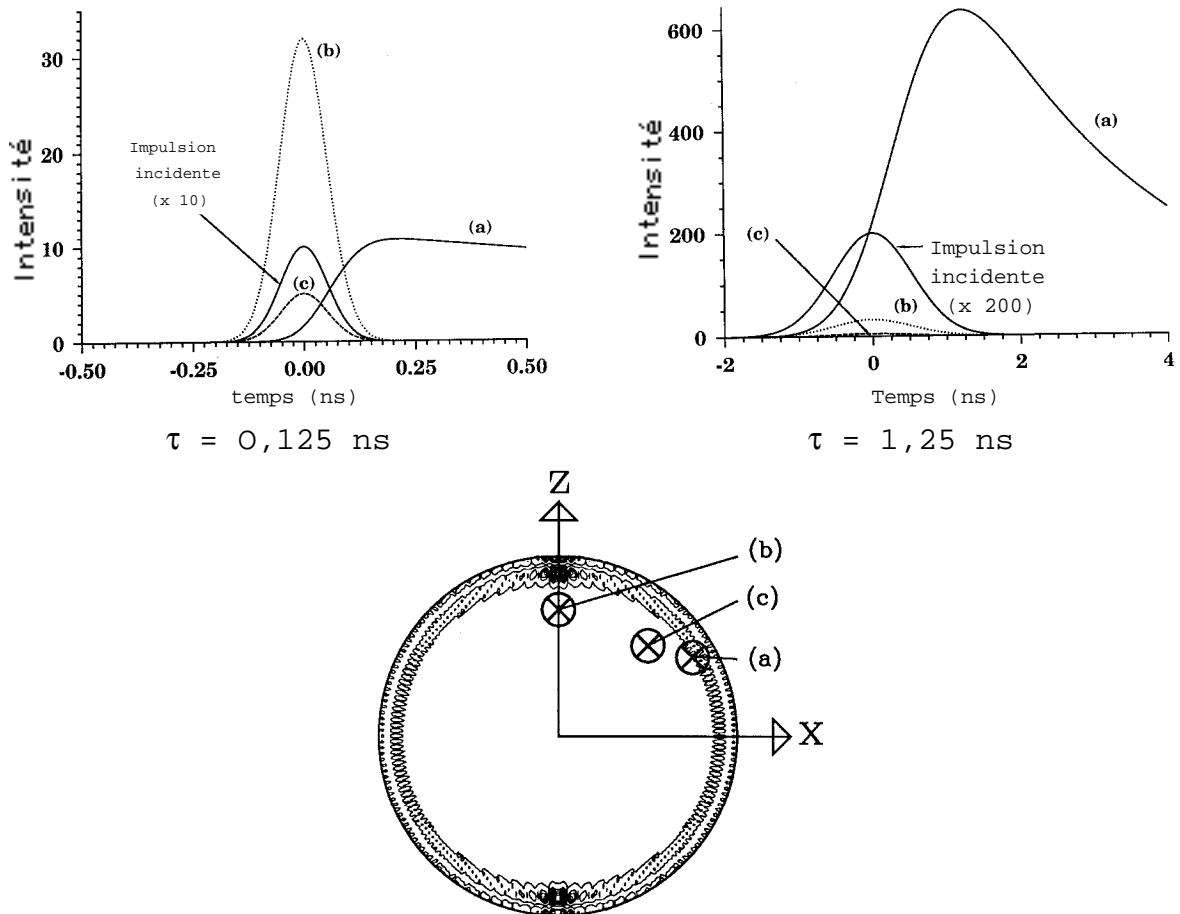 Intensité
30
20
10
0
(b)
Impulsion
incidente
(x 10)
(a)
(c)
-0.50
-0.25
0.00
0.25
0.50
temps (ns)
τ = 0,125 ns
Intensité
600
400
200
0
(a)
(c)
Impulsion
incidente
(x 200)
(b)
-2
0
2
4
Temps (ns)
τ = 1,25 ns
Z
(b)
(c)
(a)
X